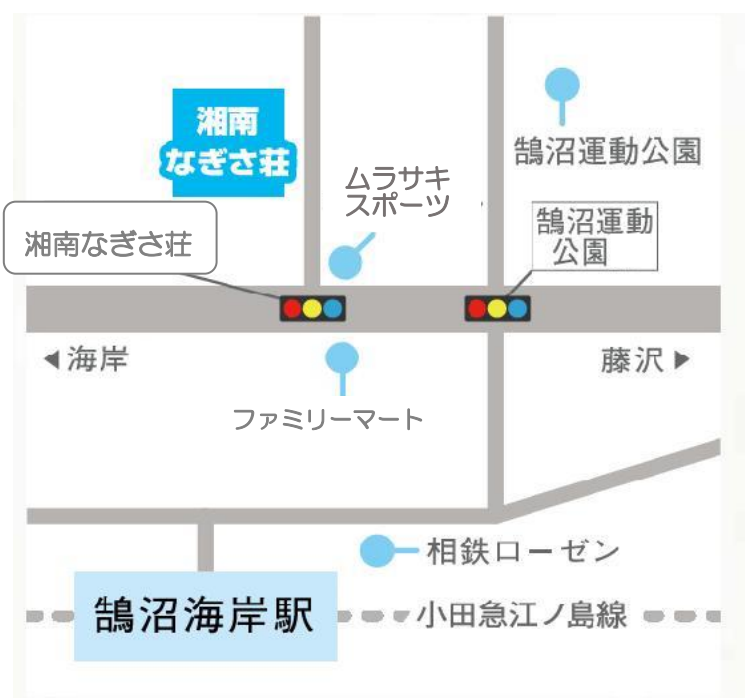 湘南
なぎさ荘
鵠沼運動公園
ムラサキ
スポーツ
湘南なぎさ荘
鵠沼運動
公園
◀海岸
藤沢▶
ファミリーマート
相鉄ローゼン
鵠沼海岸駅
小田急江ノ島線